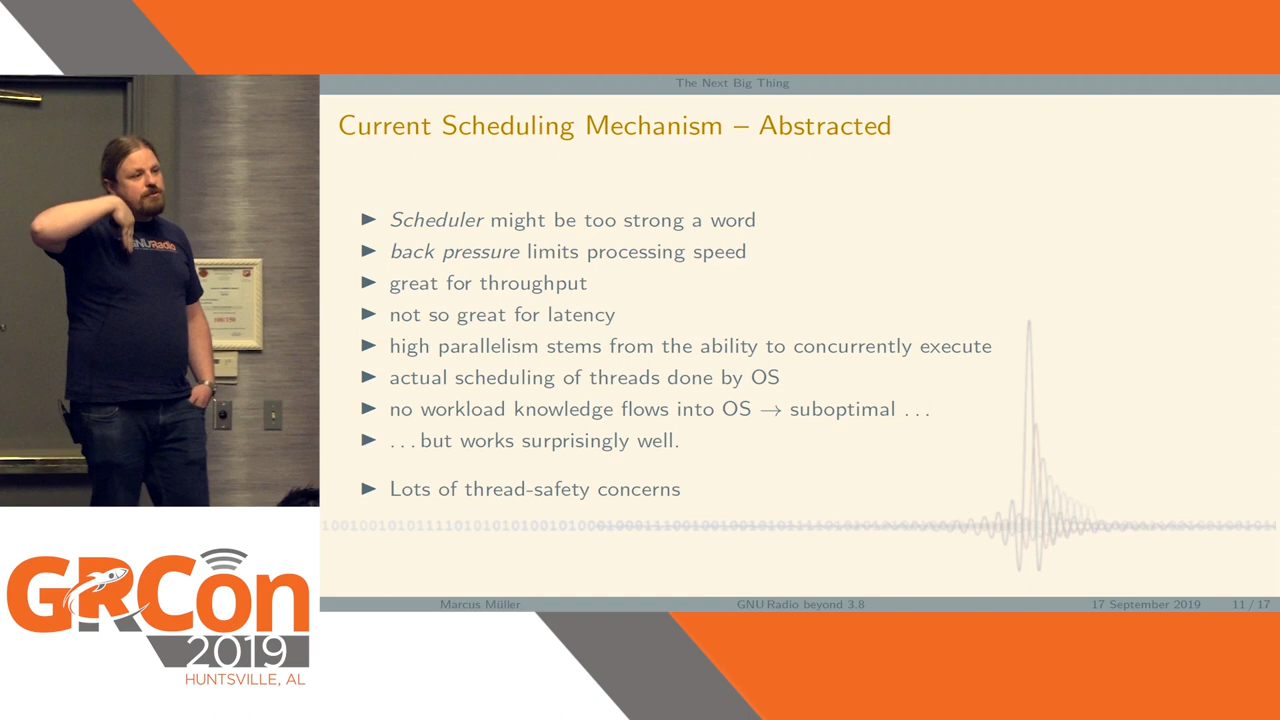 The Next Big Thing
Current Scheduling Mechanism – Abstracted
▶ Scheduler might be too strong a word
▶ back pressure limits processing speed
▶ great for throughput
▶ not so great for latency
▶ high parallelism stems from the ability to concurrently execute
▶ actual scheduling of threads done by OS
▶ no workload knowledge flows into OS → suboptimal ...
▶ ...but works surprisingly well.
▶ Lots of thread-safety concerns
Marcus Müller GNU Radio beyond 3.8 17 September 2019 11 / 17
GNURadio
GRCon
2019
HUNTSVILLE, AL